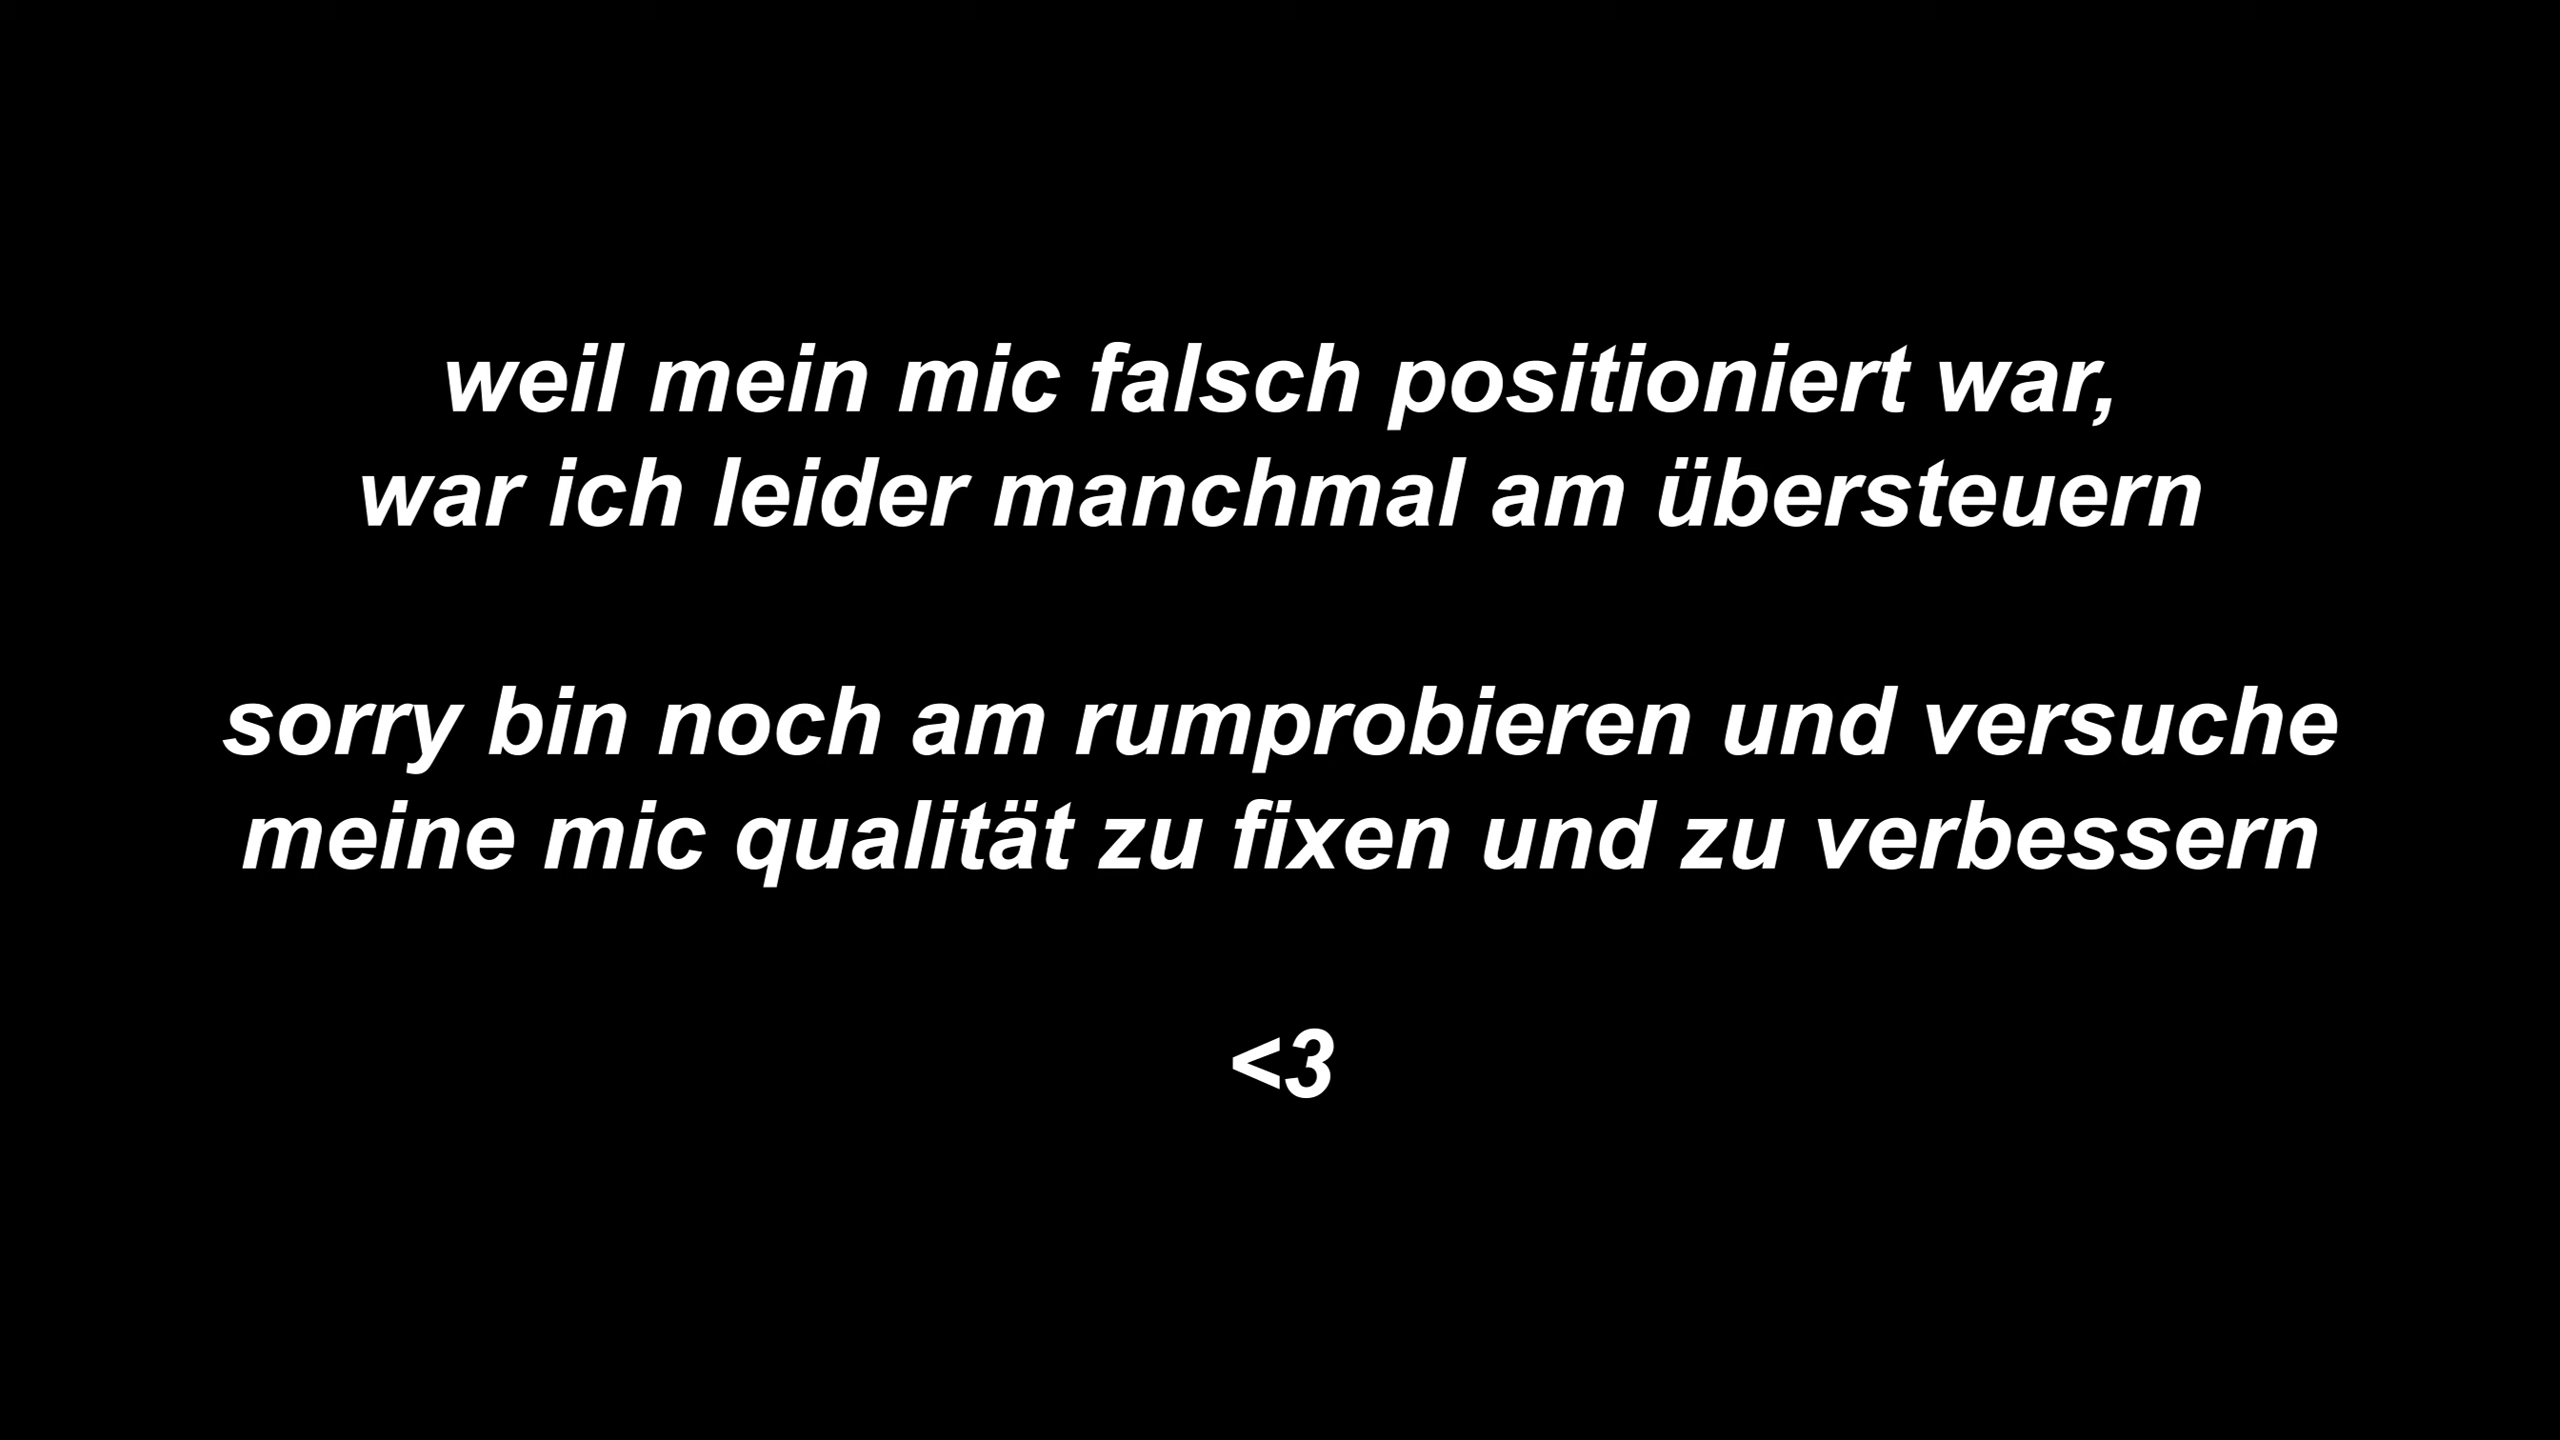 weil mein mic falsch positioniert war,
war ich leider manchmal am übersteuern
sorry bin noch am rumprobieren und versuche
meine mic qualität zu fixen und zu verbessern
<3